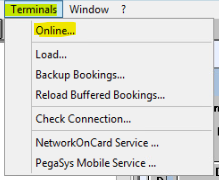 Terminals Window ?
Online...
Load...
Backup Bookings...
Reload Buffered Bookings...
Check Connection...
NetworkOnCard Service ...
PegaSys Mobile Service ...